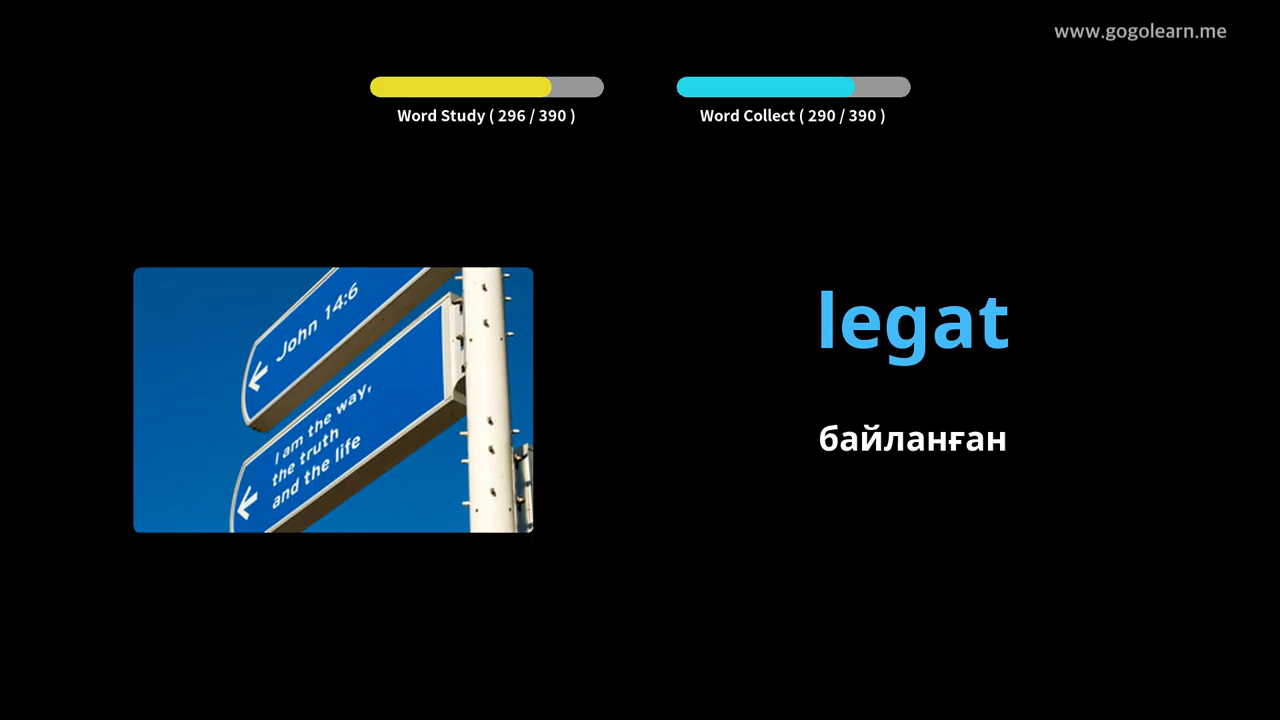 www.gogolearn.me
Word Study ( 296 / 390 )
Word Collect ( 290 / 390 )
John 14:6
I am the way,
the truth
and the life
legat
байланған